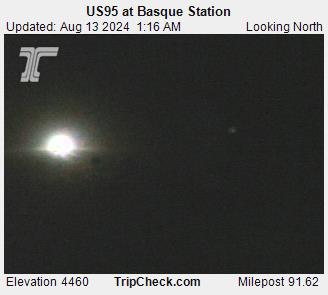 US95 at Basque Station
Updated: Aug 13 2024 1:16 AM Looking North
Elevation 4460 TripCheck.com Milepost 91.62